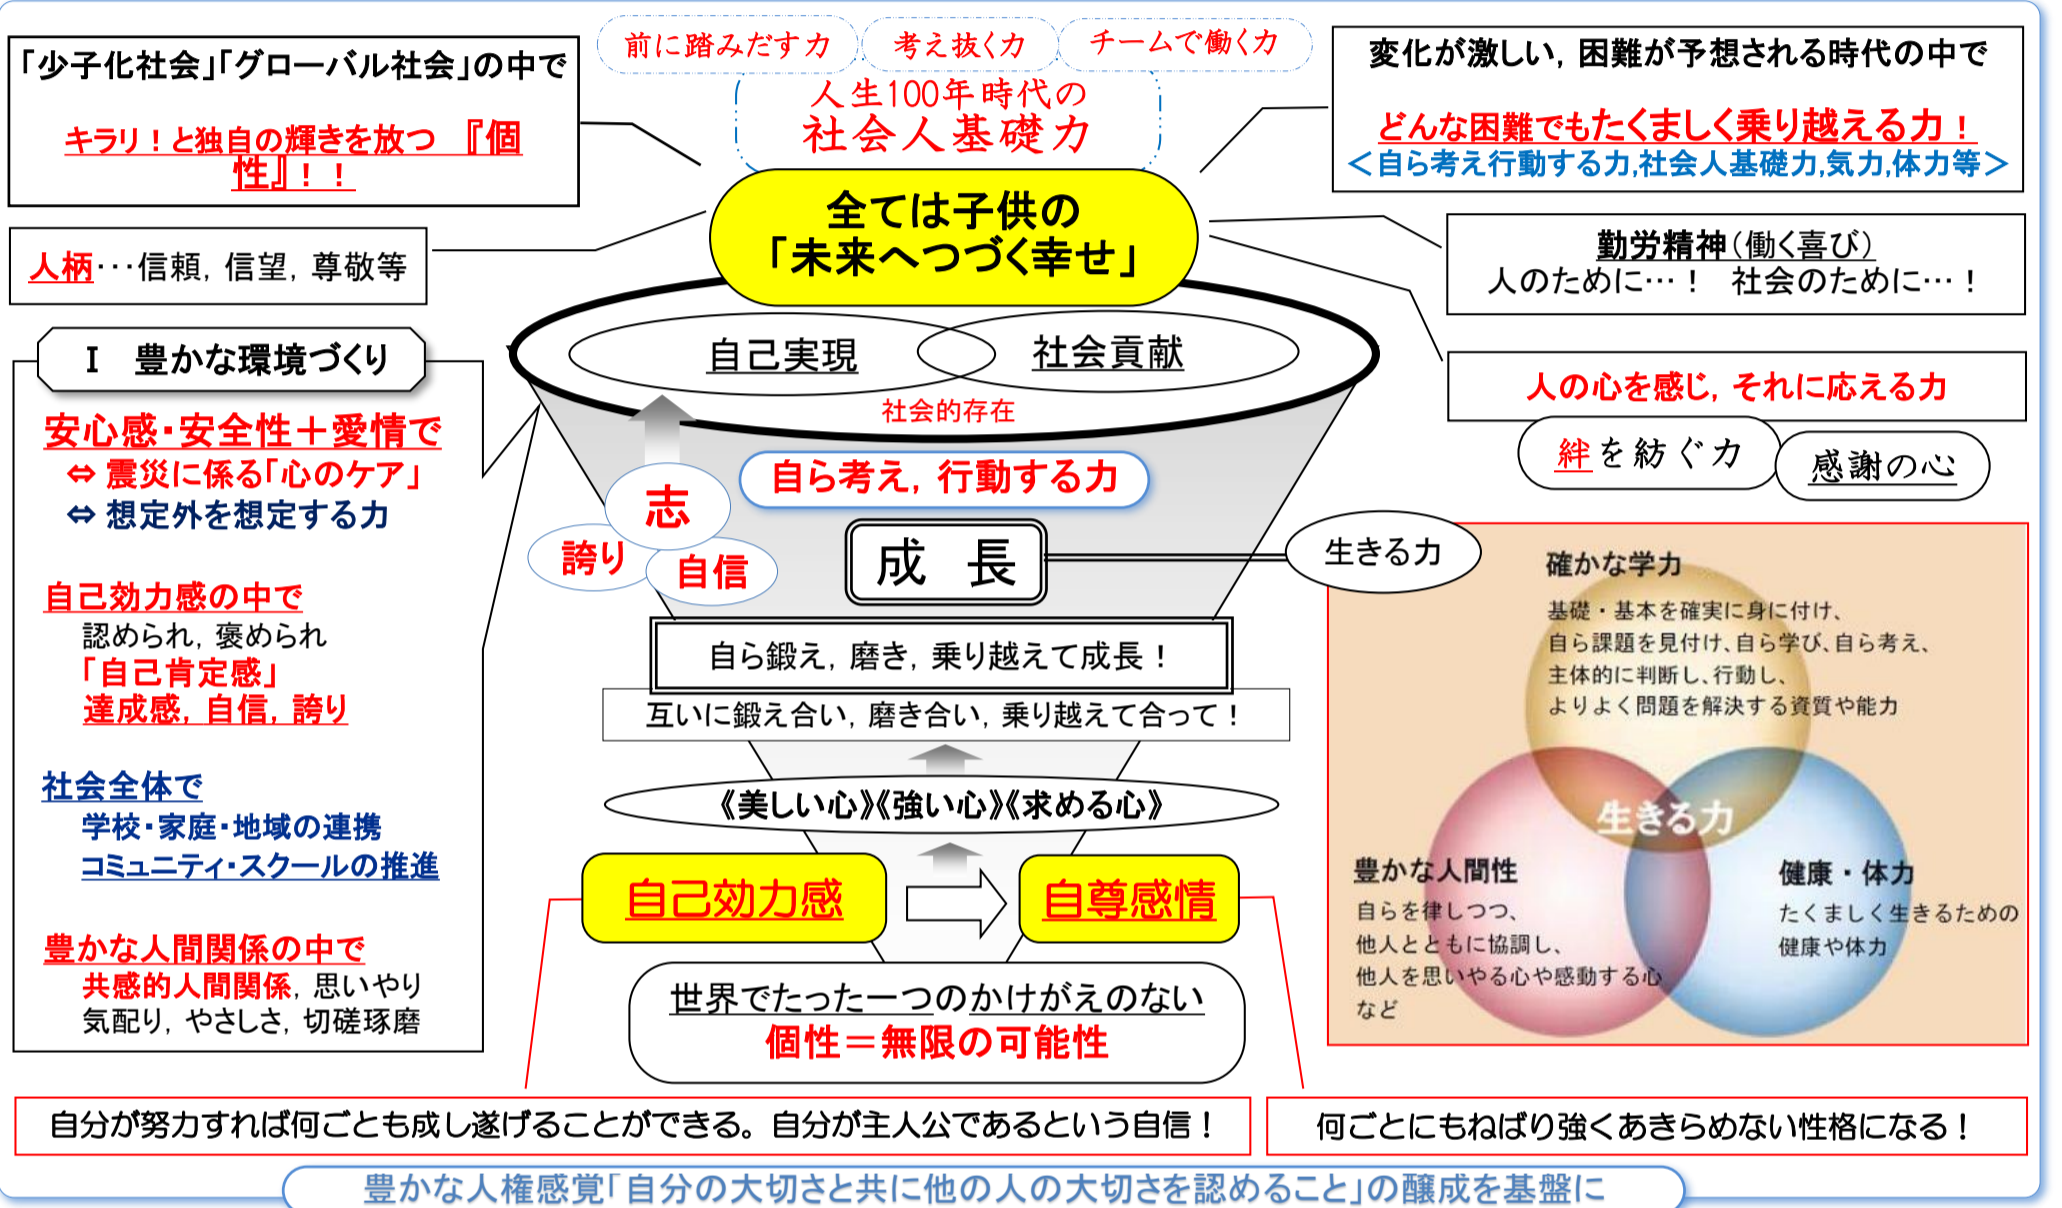 前に踏みだす力
考え抜く力
チームで働く力
人生100年時代の
社会人基礎力
「少子化社会」「グローバル社会」の中で
キラリ！と独自の輝きを放つ　『個
性』！！
変化が激しい，困難が予想される時代の中で
どんな困難でもたくましく乗り越える力！
＜自ら考え行動する力,社会人基礎力,気力,体力等＞
全ては子供の
「未来へつづく幸せ」
人柄・・・信頼，信望，尊敬等
勤労精神（働く喜び）
人のために…！　社会のために…！
自己実現
社会貢献
社会的存在
人の心を感じ，それに応える力
絆を紡ぐ力
感謝の心
Ⅰ　豊かな環境づくり
安心感・安全性＋愛情で
⇔ 震災に係る「心のケア」
⇔ 想定外を想定する力
自己効力感の中で
認められ，褒められ
「自己肯定感」
達成感，自信，誇り
社会全体で
学校・家庭・地域の連携
コミュニティ・スクールの推進
豊かな人間関係の中で
共感的人間関係，思いやり
気配り，やさしさ，切磋琢磨
自ら考え，行動する力
志
誇り
自信
成　長
生きる力
自ら鍛え，磨き，乗り越えて成長！
互いに鍛え合い，磨き合い，乗り越えて合って！
《美しい心》《強い心》《求める心》
自己効力感
自尊感情
世界でたった一つのかけがえのない
個性＝無限の可能性
確かな学力
基礎・基本を確実に身に付け、
自ら課題を見付け、自ら学び、自ら考え、
主体的に判断し、行動し、
よりよく問題を解決する資質や能力
生きる力
豊かな人間性
自らを律しつつ、
他人とともに協調し、
他人を思いやる心や感動する心
など
健康・体力
たくましく生きるための
健康や体力
自分が努力すれば何ごとも成し遂げることができる。自分が主人公であるという自信！
何ごとにもねばり強くあきらめない性格になる！
豊かな人権感覚「自分の大切さと共に他の人の大切さを認めること」の醸成を基盤に